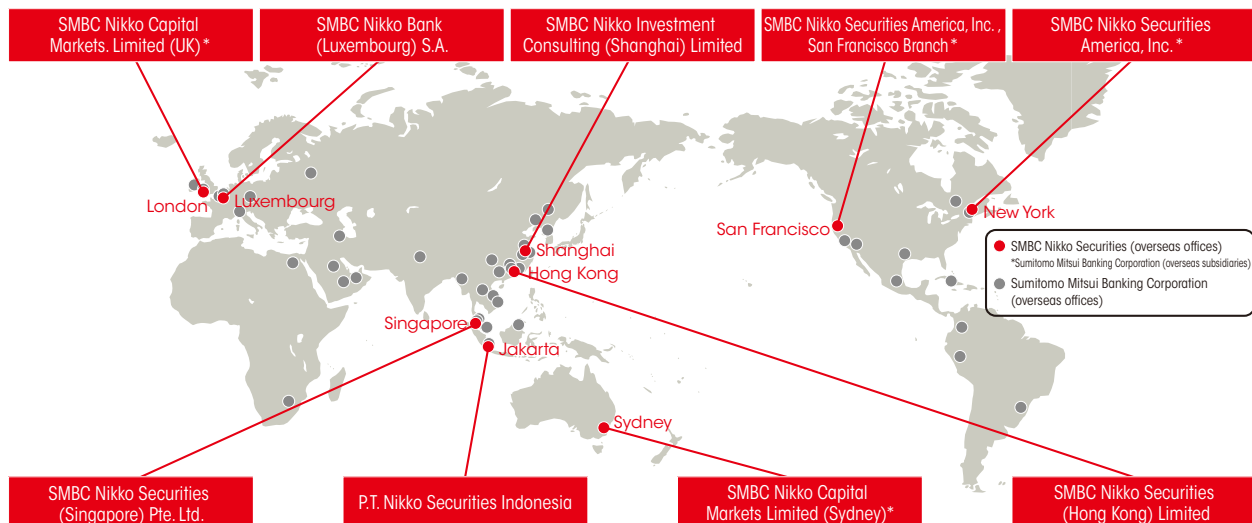 SMBC Nikko Capital
Markets. Limited (UK) *
SMBC Nikko Bank
(Luxembourg) S.A.
SMBC Nikko Investment
Consulting (Shanghai) Limited
SMBC Nikko Securities America, Inc. ,
San Francisco Branch *
SMBC Nikko Securities
America, Inc. *
London
Luxembourg
Shanghai
Hong Kong
Singapore
Jakarta
Sydney
San Francisco
New York
SMBC Nikko Securities (overseas offices)
*Sumitomo Mitsui Banking Corporation (overseas subsidiaries)
Sumitomo Mitsui Banking Corporation
(overseas offices)
SMBC Nikko Securities
(Singapore) Pte. Ltd.
P.T. Nikko Securities Indonesia
SMBC Nikko Capital
Markets Limited (Sydney)*
SMBC Nikko Securities
(Hong Kong) Limited